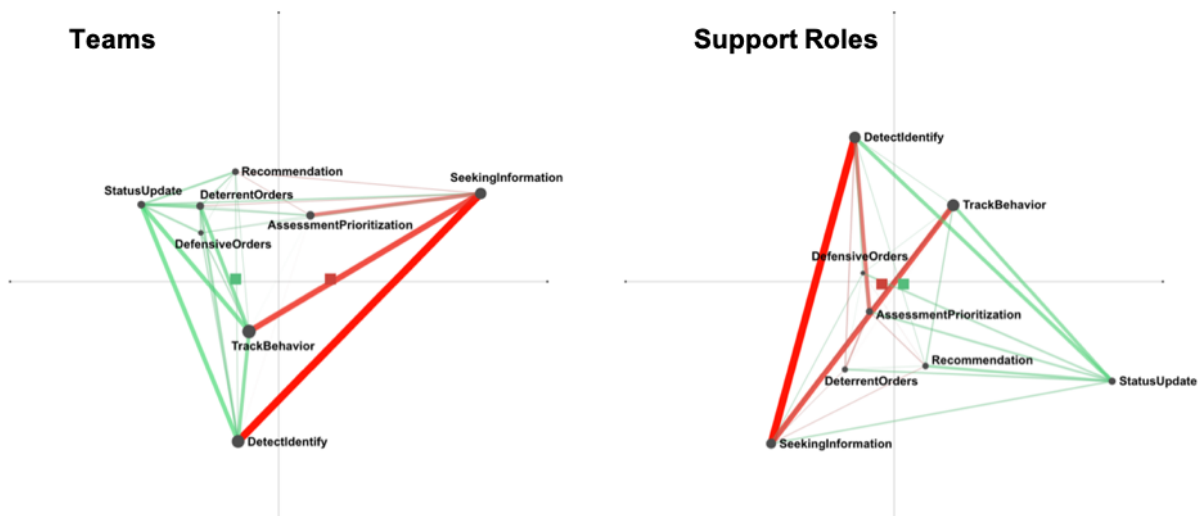 Teams
Recommendation
SeekingInformation
StatusUpdate
DeterrentOrders
AssessmentPrioritization
DefensiveOrders
TrackBehavior
DetectIdentify
Support Roles
DetectIdentify
TrackBehavior
DefensiveOrders
AssessmentPrioritization
Recommendation
DeterrentOrders
StatusUpdate
SeekingInformation